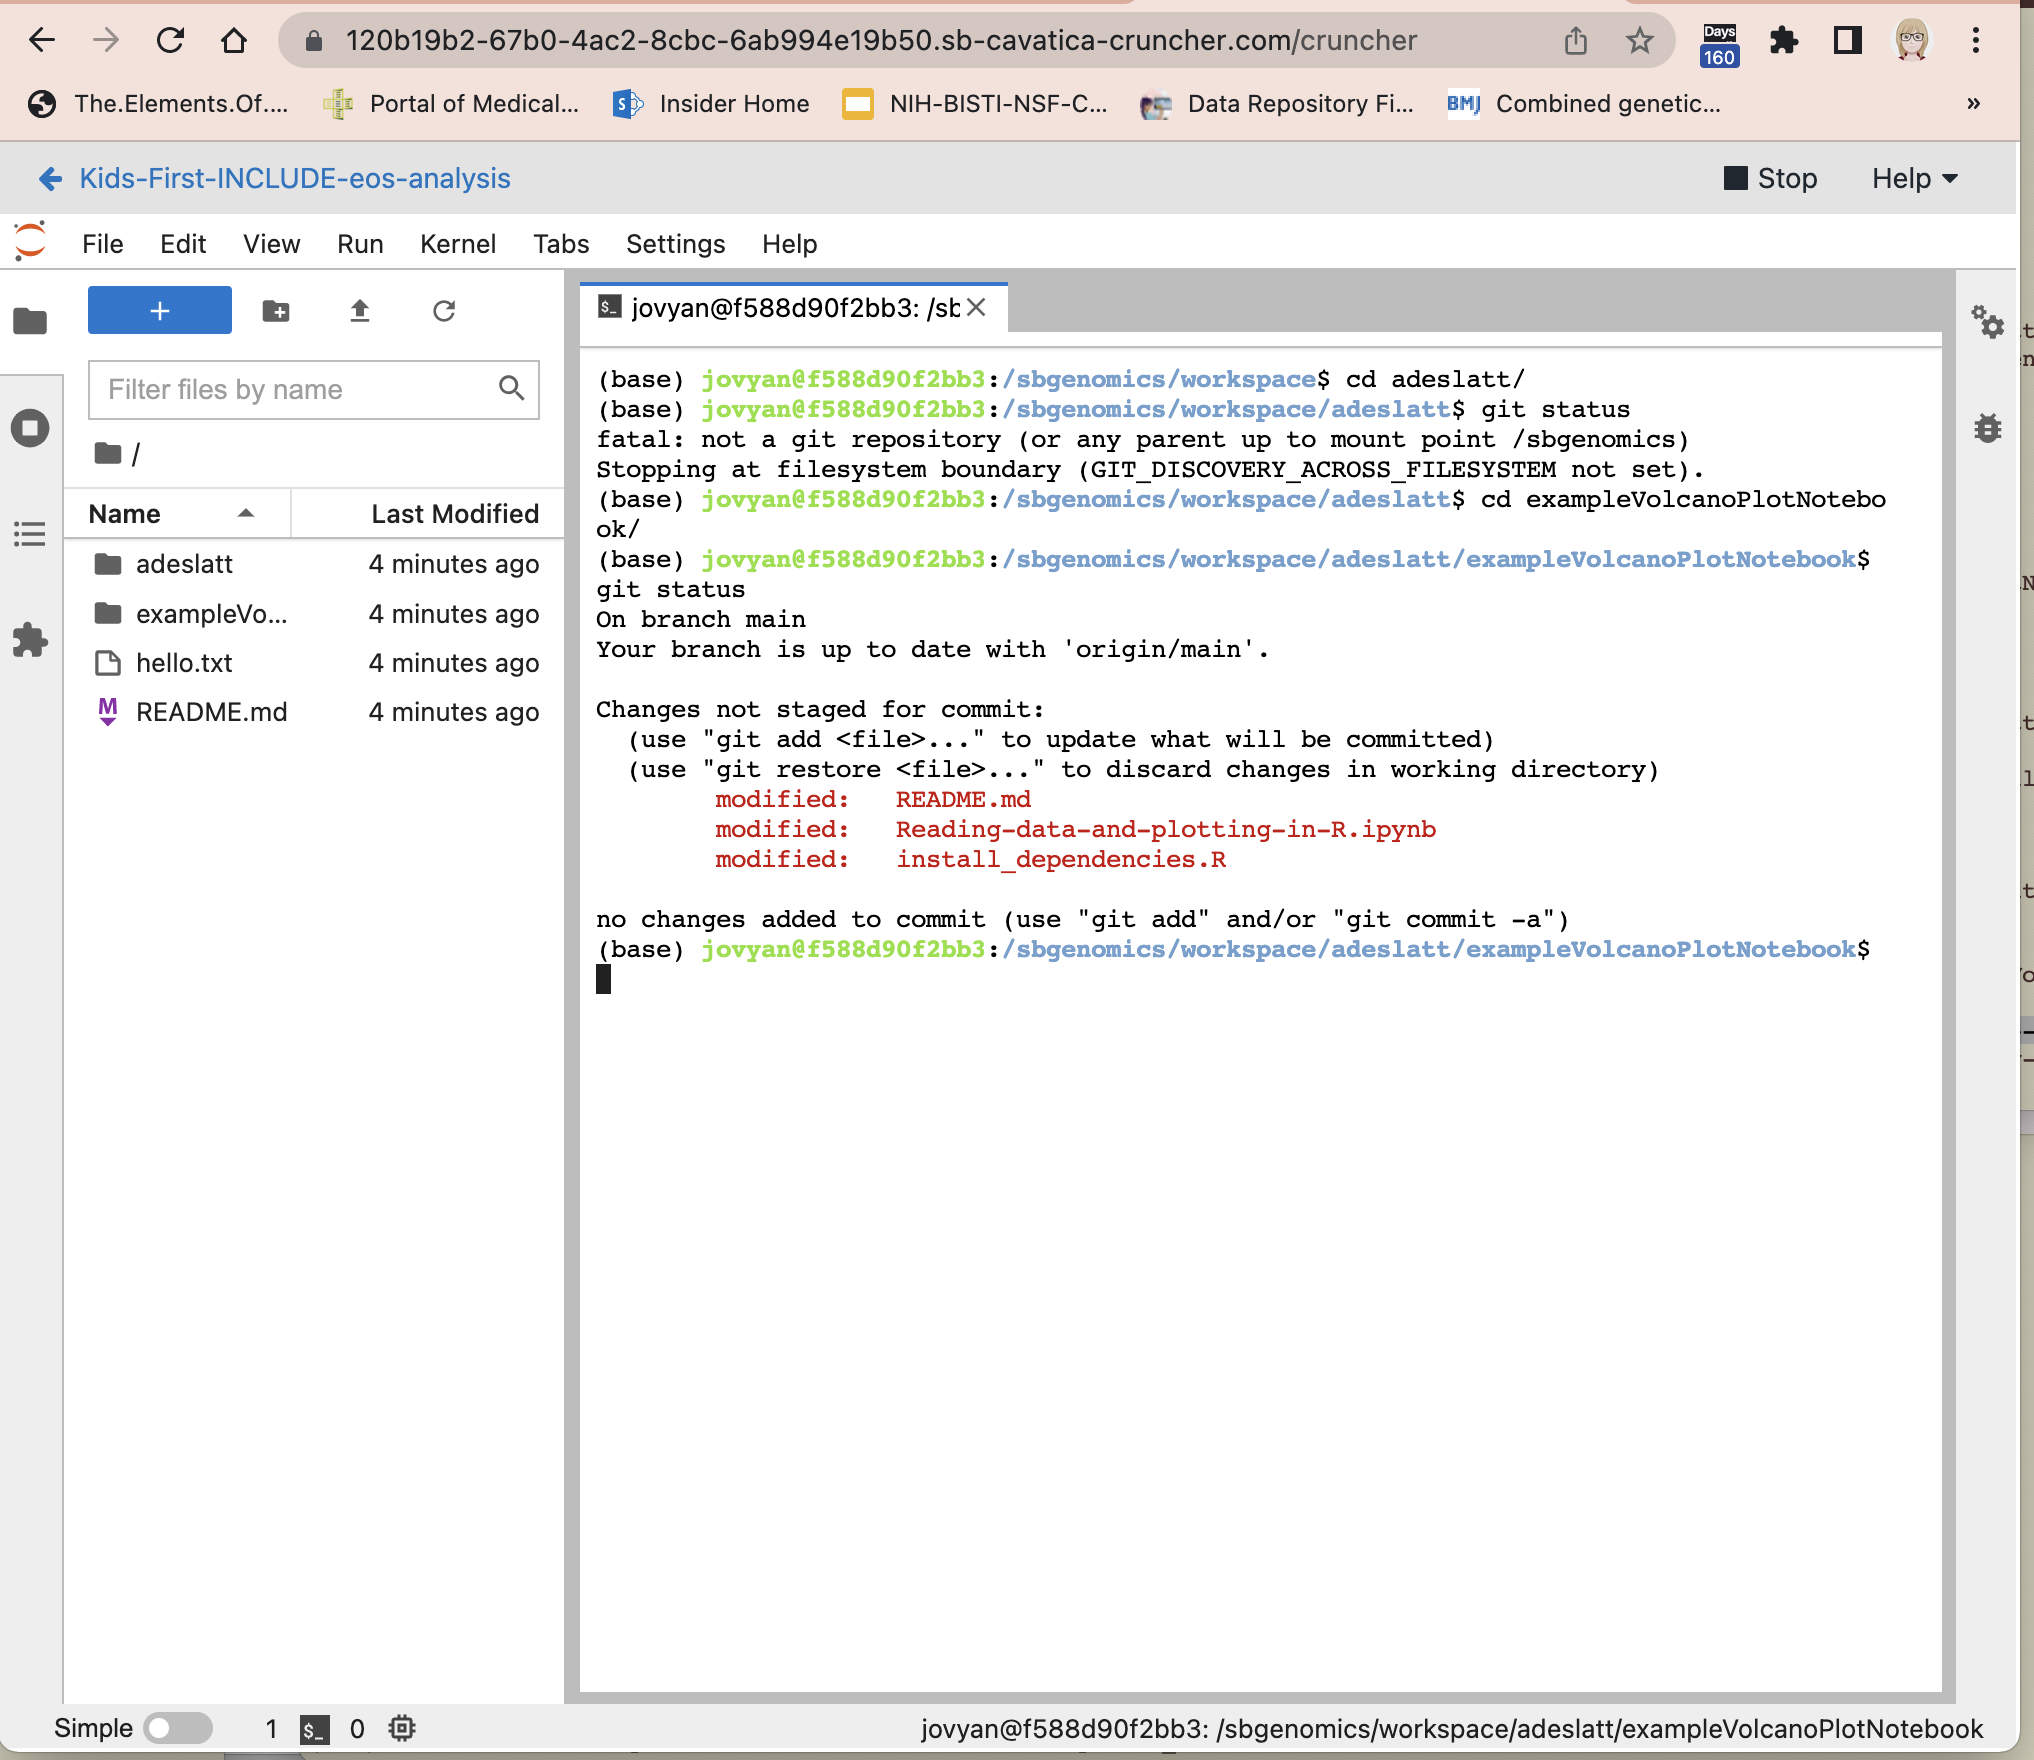 120b19b2-67b0-4ac2-8cbc-6ab994e19b50.sb-cavatica-cruncher.com/cruncher
Days
160
The.Elements.Of....
Portal of Medical...
Insider Home
NIH-BISTI-NSF-C...
Data Repository Fi...
BMJ
Combined genetic...
»
Kids-First-INCLUDE-eos-analysis
Stop
Help
File Edit View Run Kernel Tabs Settings Help
+
jovyan@f588d90f2bb3: /sb
Filter files by name
/
Name
Last Modified
adeslatt 4 minutes ago
exampleVo... 4 minutes ago
hello.txt 4 minutes ago
README.md 4 minutes ago
(base) jovyan@f588d90f2bb3:/sbgenomics/workspace$ cd adeslatt/
(base) jovyan@f588d90f2bb3:/sbgenomics/workspace/adeslatt$ git status
fatal: not a git repository (or any parent up to mount point /sbgenomics)
Stopping at filesystem boundary (GIT_DISCOVERY_ACROSS_FILESYSTEM not set).
(base) jovyan@f588d90f2bb3:/sbgenomics/workspace/adeslatt$ cd exampleVolcanoPlotNotebo
ok/
(base) jovyan@f588d90f2bb3:/sbgenomics/workspace/adeslatt/exampleVolcanoPlotNotebook$
git status
On branch main
Your branch is up to date with 'origin/main'.
Changes not staged for commit:
(use "git add <file>..." to update what will be committed)
(use "git restore <file>..." to discard changes in working directory)
modified: README.md
modified: Reading-data-and-plotting-in-R.ipynb
modified: install_dependencies.R
no changes added to commit (use "git add" and/or "git commit -a")
(base) jovyan@f588d90f2bb3:/sbgenomics/workspace/adeslatt/exampleVolcanoPlotNotebook$
Simple 1 $_ 0
jovyan@f588d90f2bb3: /sbgenomics/workspace/adeslatt/exampleVolcanoPlotNotebook